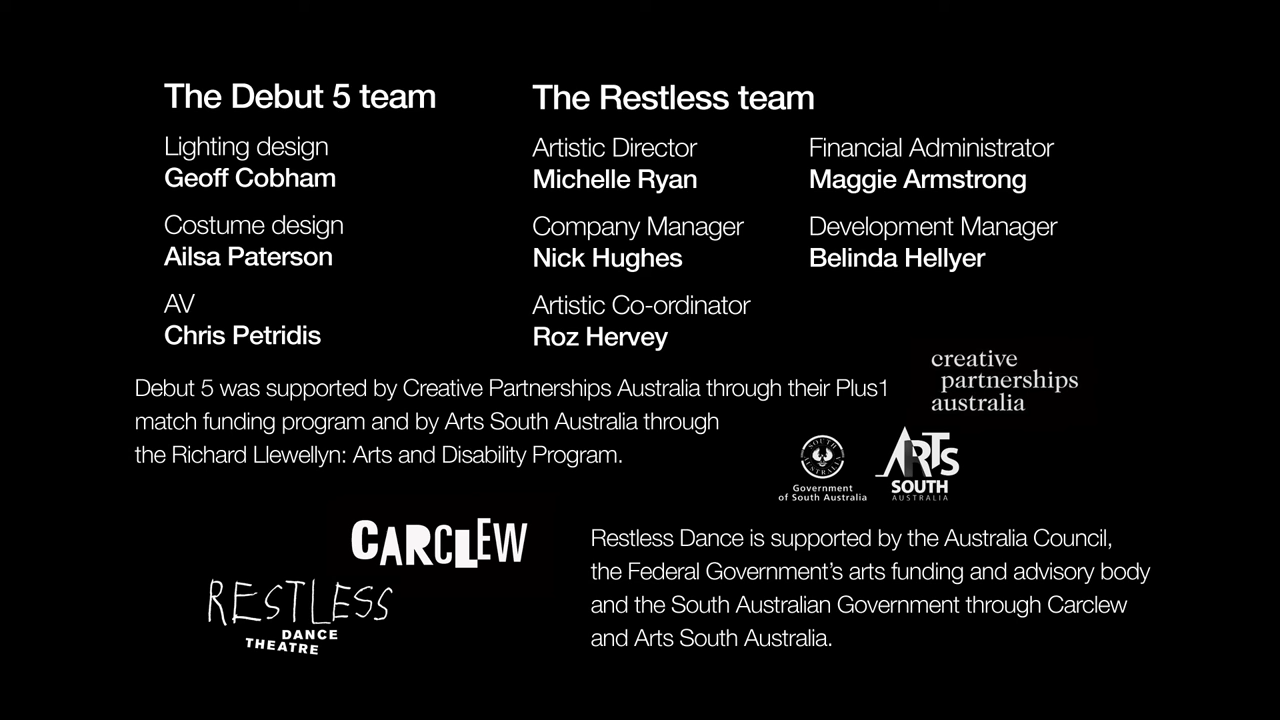 The Debut 5 team
Lighting design
Geoff Cobham
Costume design
Ailsa Paterson
AV
Chris Petridis
The Restless team
Artistic Director
Michelle Ryan
Company Manager
Nick Hughes
Artistic Co-ordinator
Roz Hervey
Financial Administrator
Maggie Armstrong
Development Manager
Belinda Hellyer
Debut 5 was supported by Creative Partnerships Australia through their Plus1
match funding program and by Arts South Australia through
the Richard Llewellyn: Arts and Disability Program.
creative
partnerships
australia
SOUTH
AUSTRALIA
Government
of South Australia
ARTS
SOUTH
AUSTRALIA
CARCLEW
RESTLESS
DANCE
THEATRE
Restless Dance is supported by the Australia Council,
the Federal Government’s arts funding and advisory body
and the South Australian Government through Carclew
and Arts South Australia.